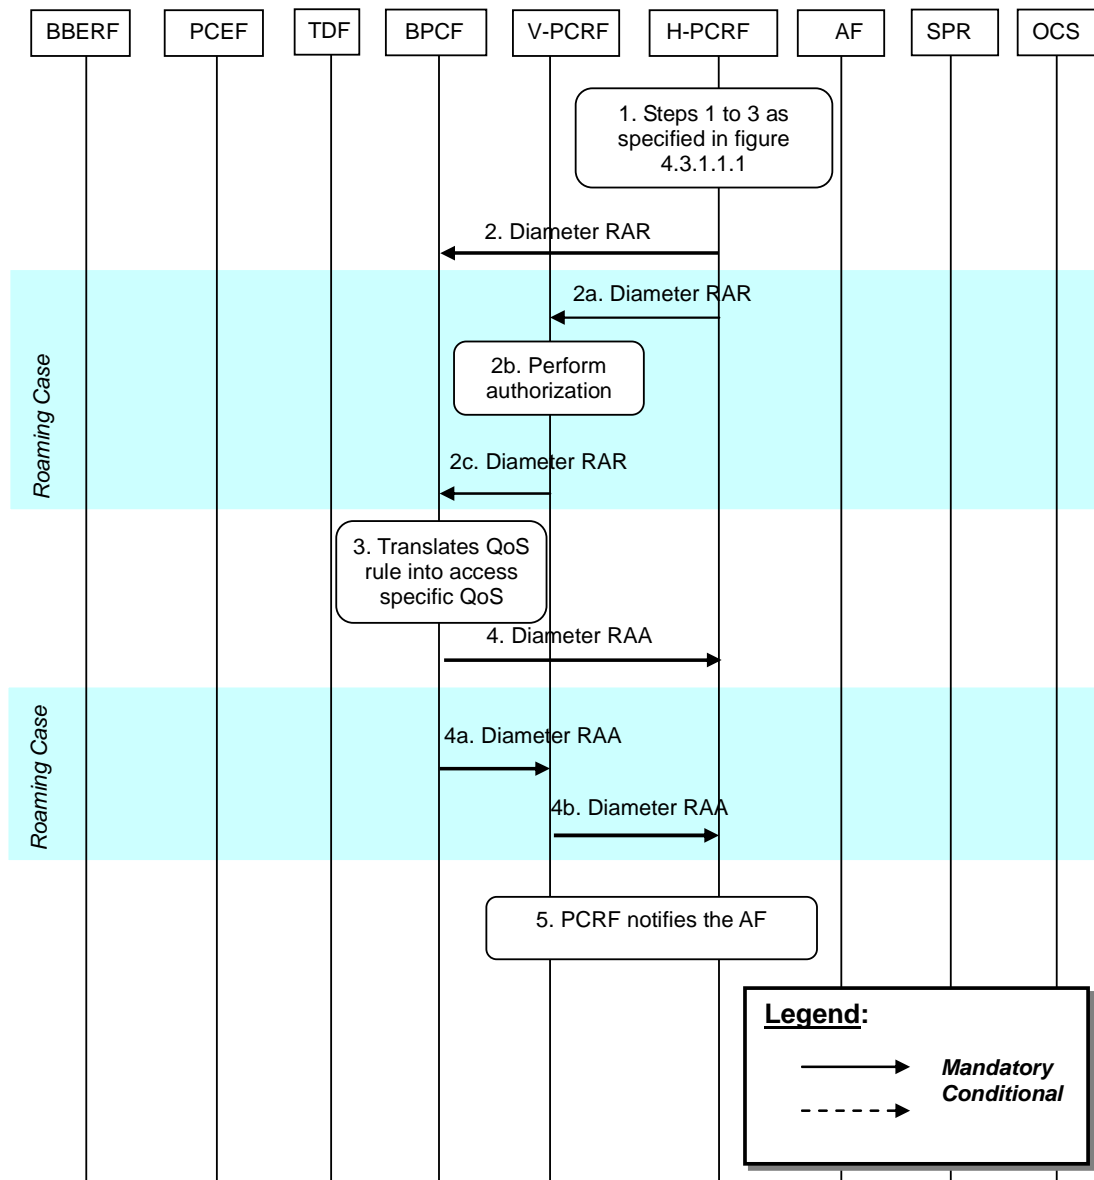 BBERF
PCEF
TDF
BPCF
V-PCRF
H-PCRF
AF
SPR
OCS
1. Steps 1 to 3 as
specified in figure
4.3.1.1.1
2. Diameter RAR
Roaming Case
2a. Diameter RAR
2b. Perform
authorization
2c. Diameter RAR
3. Translates QoS
rule into access
specific QoS
4. Diameter RAA
Roaming Case
4a. Diameter RAA
4b. Diameter RAA
5. PCRF notifies the AF
Legend:
Mandatory
Conditional